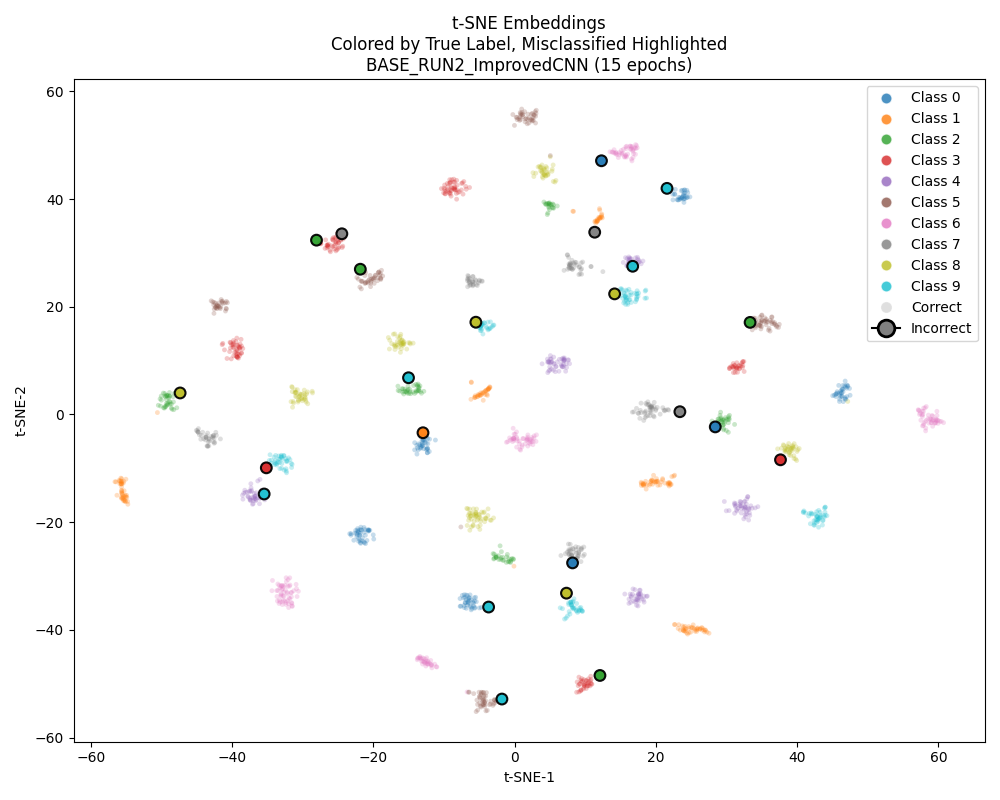 t-SNE Embeddings
Colored by True Label, Misclassified Highlighted
BASE_RUN2_ImprovedCNN (15 epochs)
60
40
20
0
−20
−40
−60
t-SNE-2
−60
−40
−20
0
20
40
60
t-SNE-1
Class 0
Class 1
Class 2
Class 3
Class 4
Class 5
Class 6
Class 7
Class 8
Class 9
Correct
Incorrect